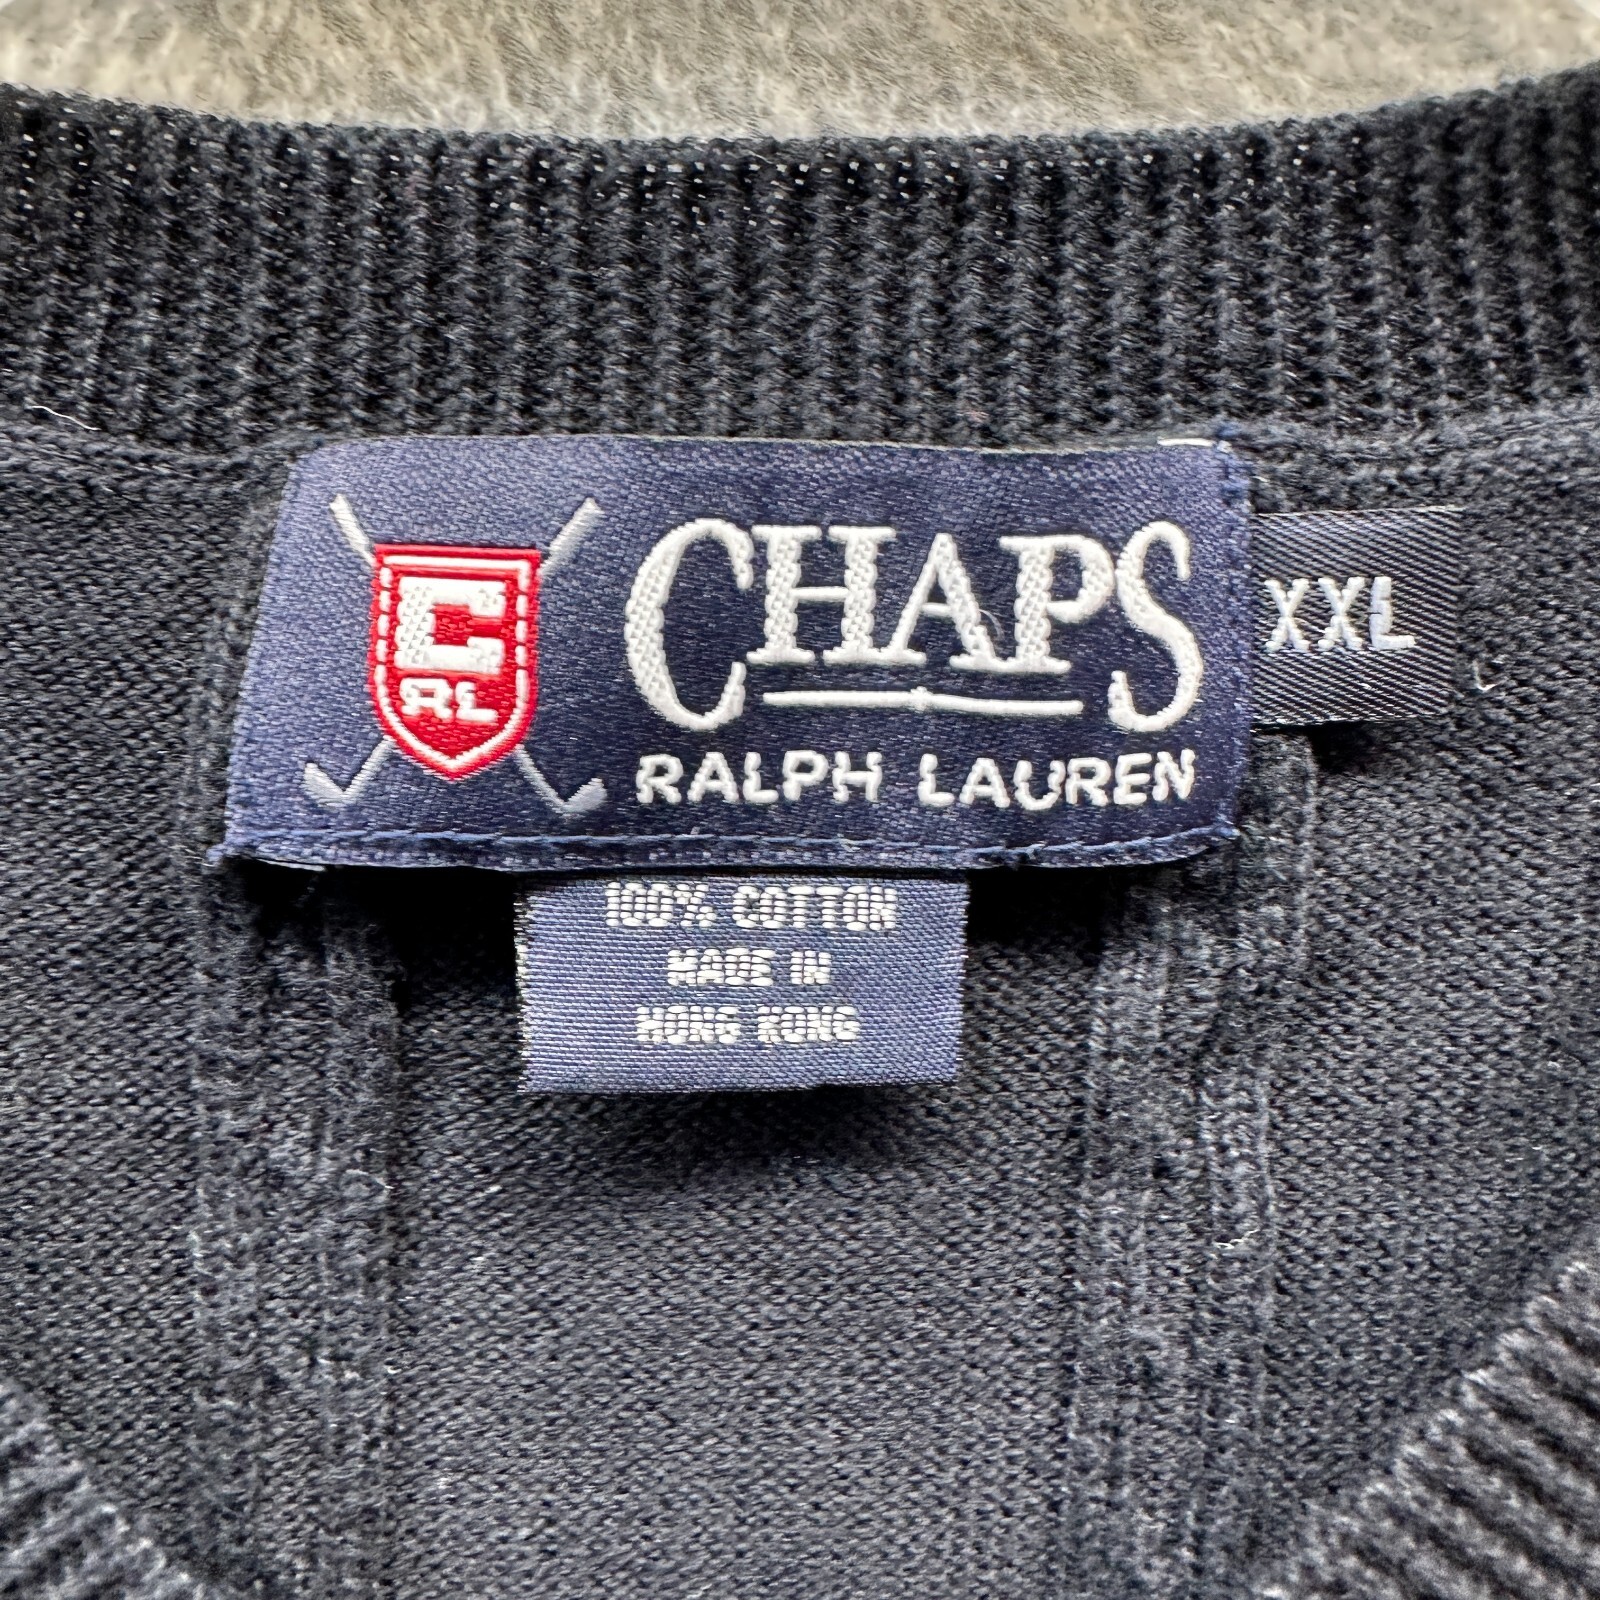 C
RL
CHAPS
RALPH LAUREN
XXL
100% COTTON
MADE IN
HONG KONG